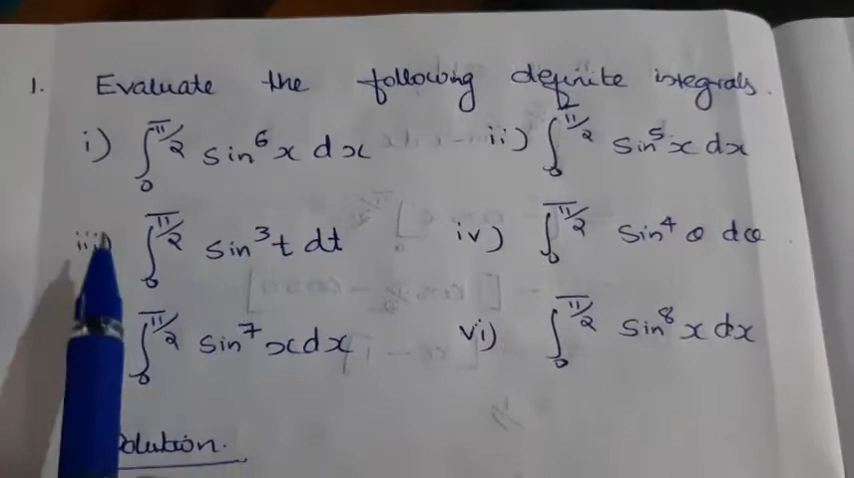 1. Evaluate the following definite integrals.
i) ∫₀^(π/2) sin⁶x dx ii) ∫₀^(π/2) sin⁵x dx
iii) ∫₀^(π/2) sin³t dt iv) ∫₀^(π/2) sin⁴θ dθ
∫₀^(π/2) sin⁷x dx vi) ∫₀^(π/2) sin⁸x dx
olution.